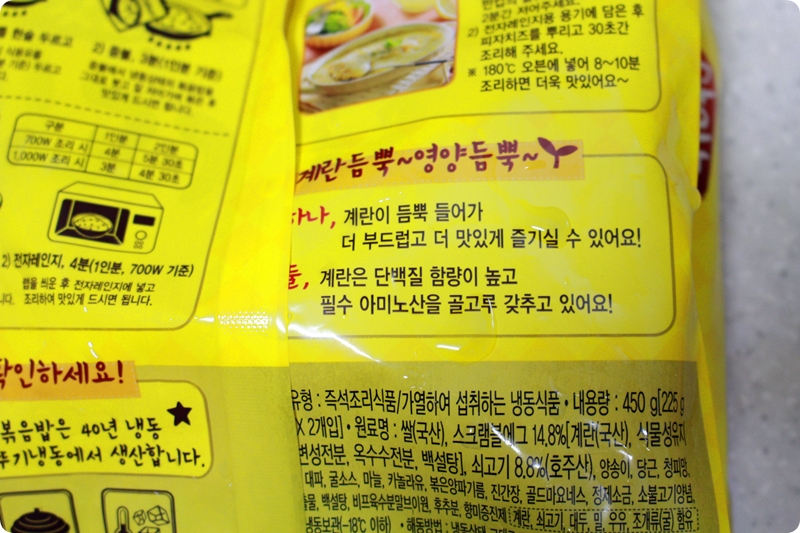 2) 중불, 3분(1인분 기준)
구분 1인분 2인분
700W 조리 시 4분 5분 30초
1,000W 조리 시 3분 4분 30초
2) 전자레인지, 4분(1인분, 700W 기준)
랩을 씌운 후 전자레인지에 넣고
조리하여 맛있게 드시면 됩니다.
확인하세요!
볶음밥은 40년 냉동
냉동에서 생산합니다.
2분간 저어주세요.
2) 전자레인지용 용기에 담은 후
피자치즈를 뿌리고 30초간
조리해 주세요.
※ 180℃ 오븐에 넣어 8~10분
조리하면 더욱 맛있어요~
계란듬뿍~영양듬뿍~
하나, 계란이 듬뿍 들어가
더 부드럽고 더 맛있게 즐기실 수 있어요!
둘, 계란은 단백질 함량이 높고
필수 아미노산을 골고루 갖추고 있어요!
유형 : 즉석조리식품/가열하여 섭취하는 냉동식품 • 내용량 : 450 g[225 g
X 2개입] • 원료명 : 쌀(국산), 스크램블에그 14.8%[계란(국산), 식물성유지
변성전분, 옥수수전분, 백설탕], 쇠고기 8.8%(호주산), 양송이, 당근, 청피망,
대파, 굴소스, 마늘, 카놀라유, 볶은양파기름, 진간장, 골드마요네스, 정제소금, 소불고기양념,
백설탕, 비프육수분말브이원, 후추분, 향미증진제 계란, 쇠고기, 대두, 밀, 우유, 조개류(굴) 함유
냉동보관(-18℃ 이하) • 해동방법 :